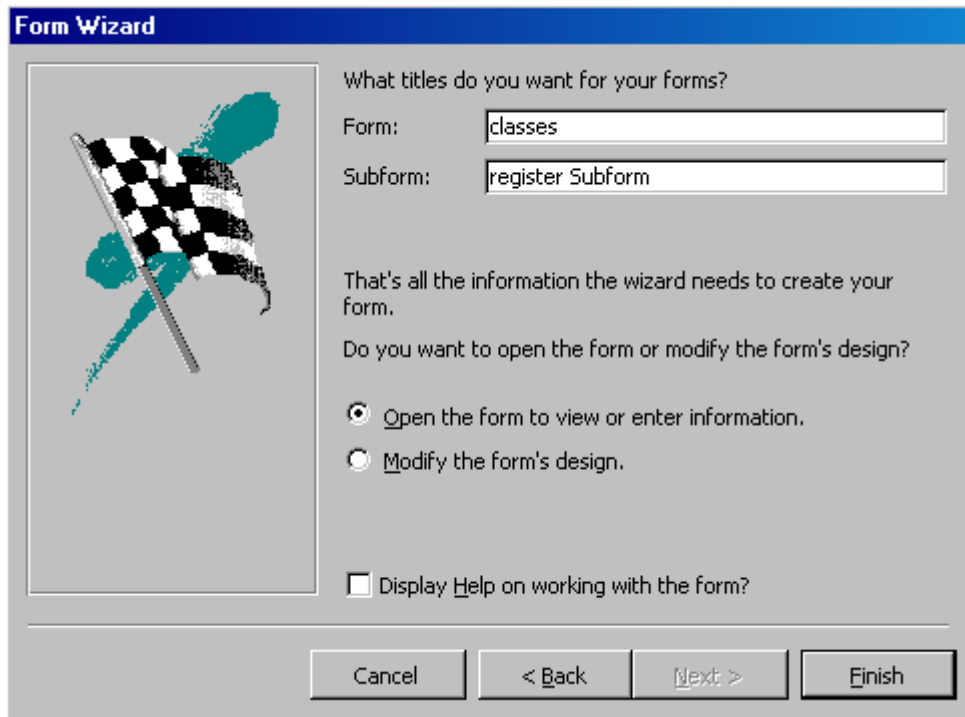 Form Wizard
What titles do you want for your forms?
Form: classes
Subform: register Subform
That's all the information the wizard needs to create your
form.
Do you want to open the form or modify the form's design?
Open the form to view or enter information.
Modify the form's design.
Display Help on working with the form?
Cancel < Back Next > Finish